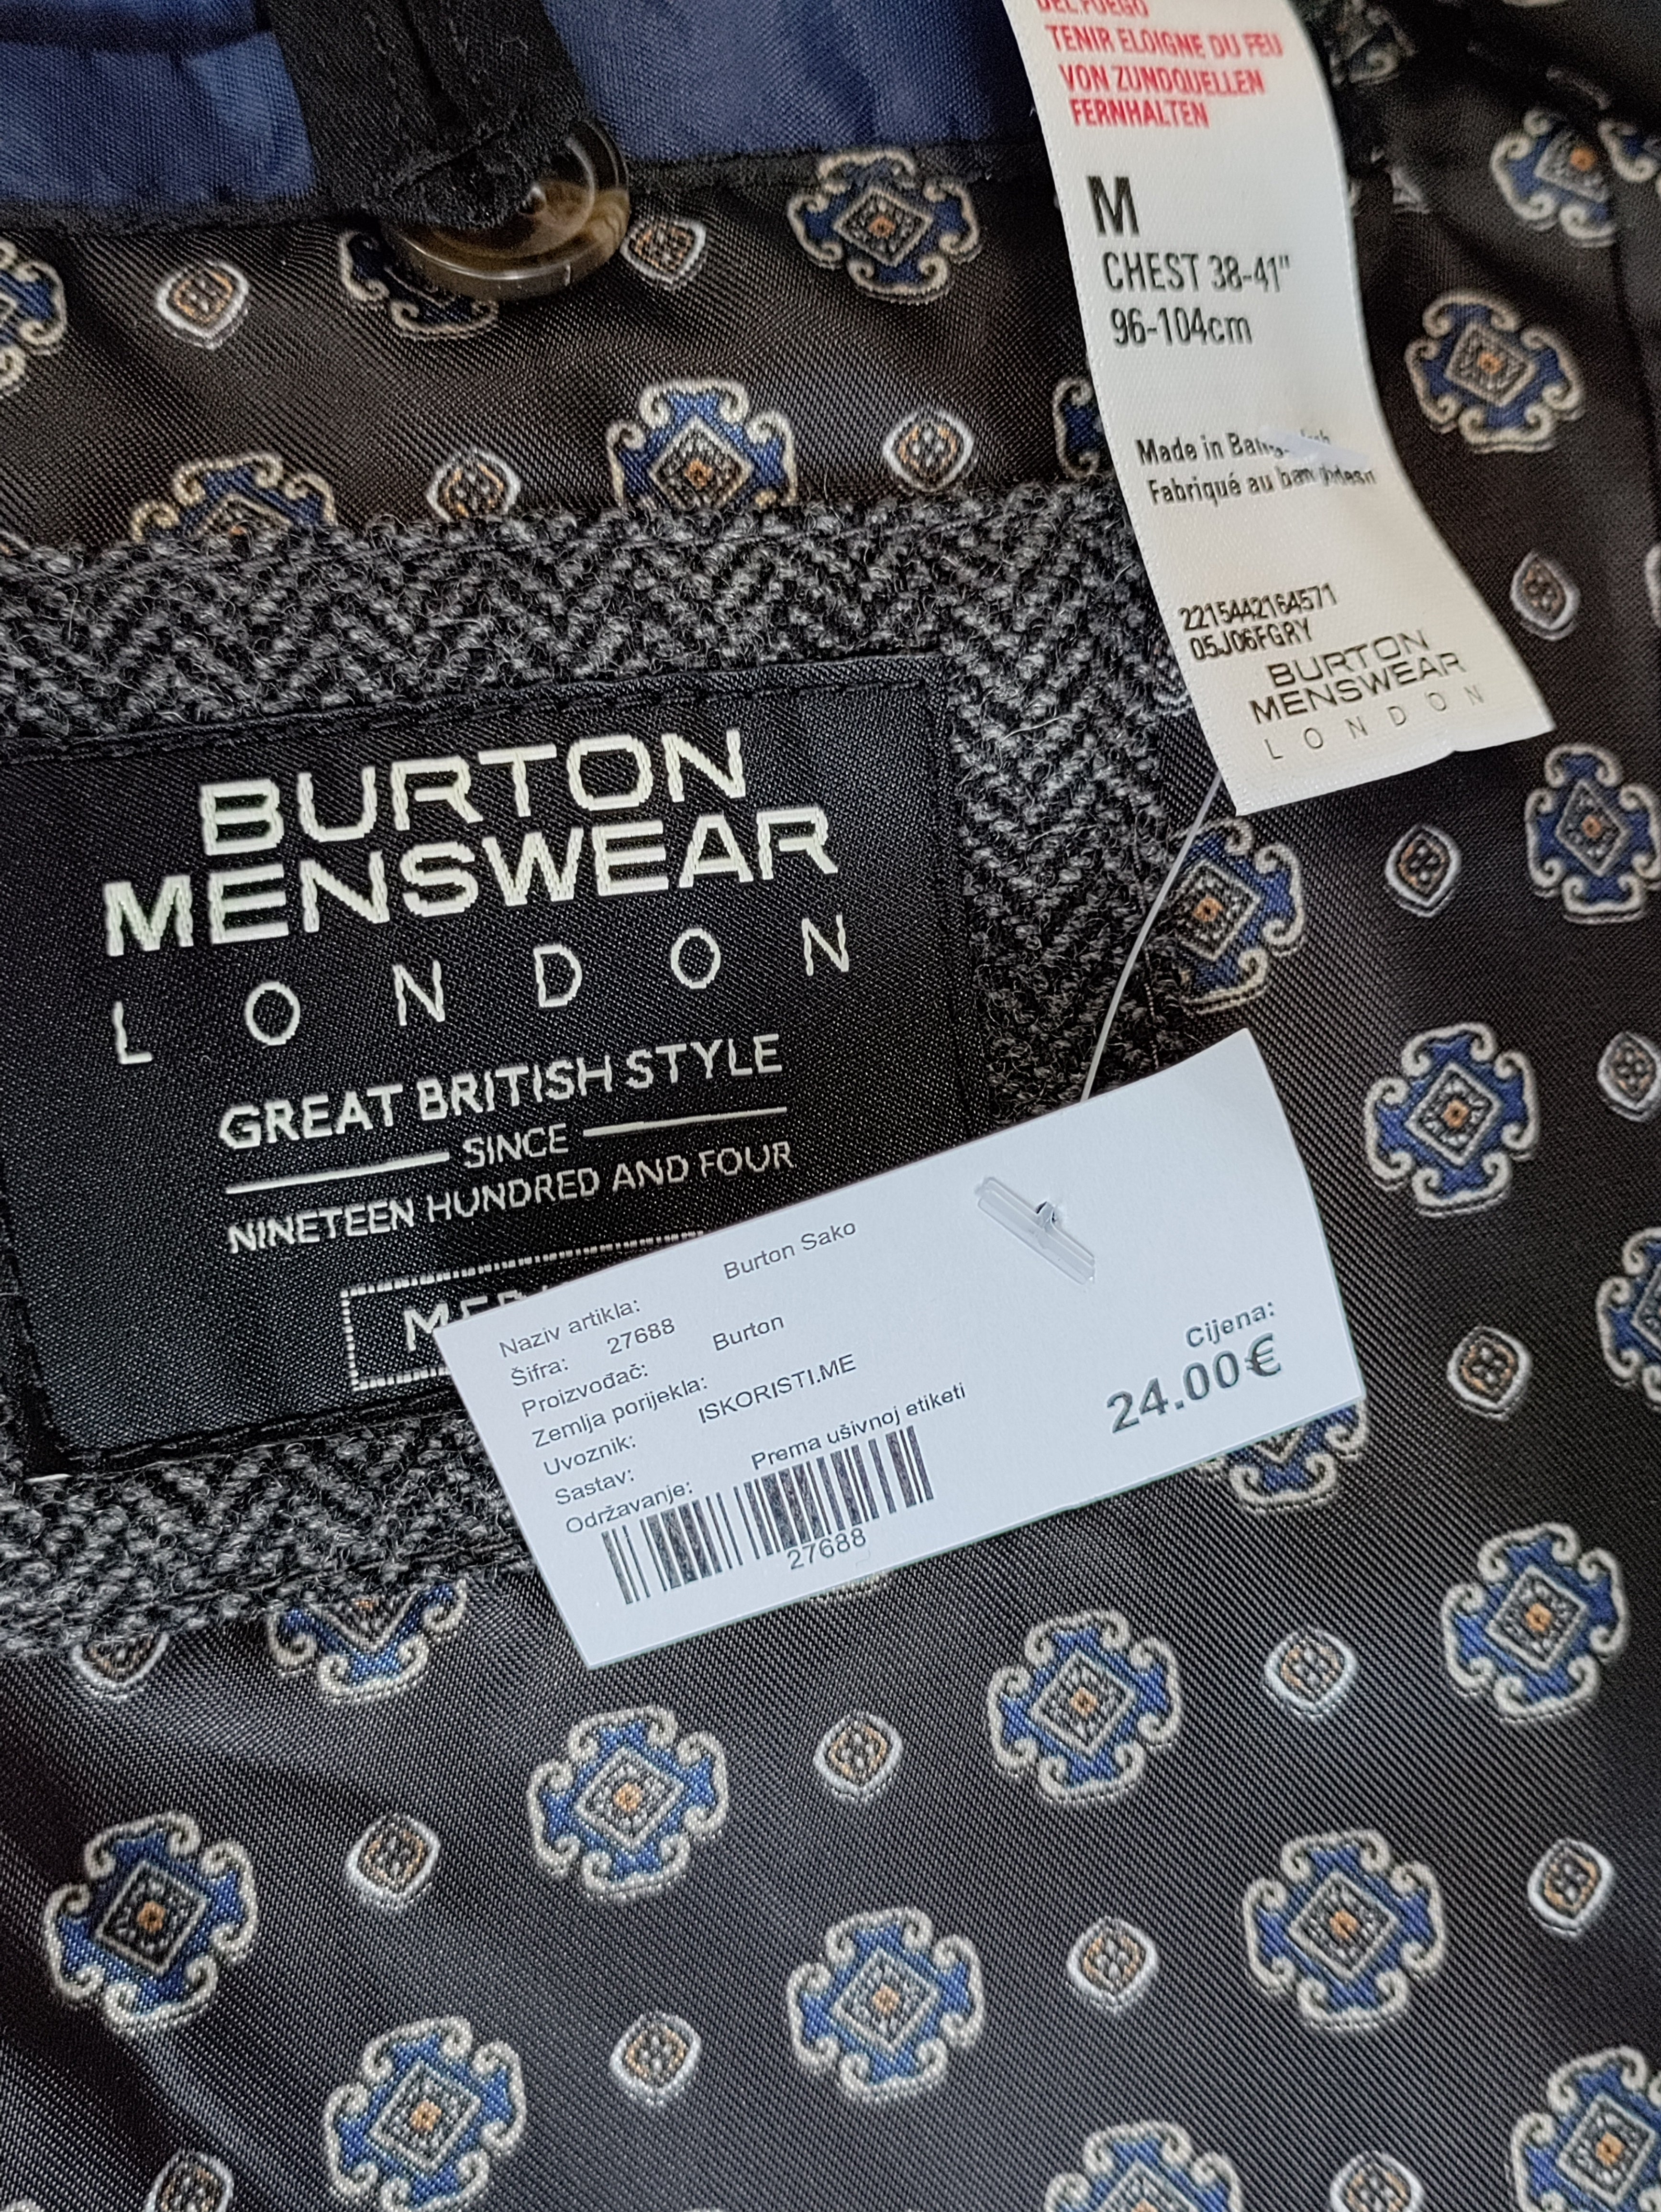 TENIR ELOIGNE DU FEU
VON ZUNDQUELLEN
FERNHALTEN
M
CHEST 38-41"
96-104cm
Made in
Fabriqué au
2215442164571
05J06FGRY
BURTON
MENSWEAR
LONDON
BURTON
MENSWEAR
LONDON
GREAT BRITISH STYLE
SINCE
NINETEEN HUNDRED AND FOUR
Naziv artikla: Burton Sako
Šifra: 27688
Proizvođač: Burton
Zemlja porijekla:
Uvoznik: ISKORISTI.ME
Sastav:
Održavanje: Prema ušivnoj etiketi
27688
Cijena:
24.00€